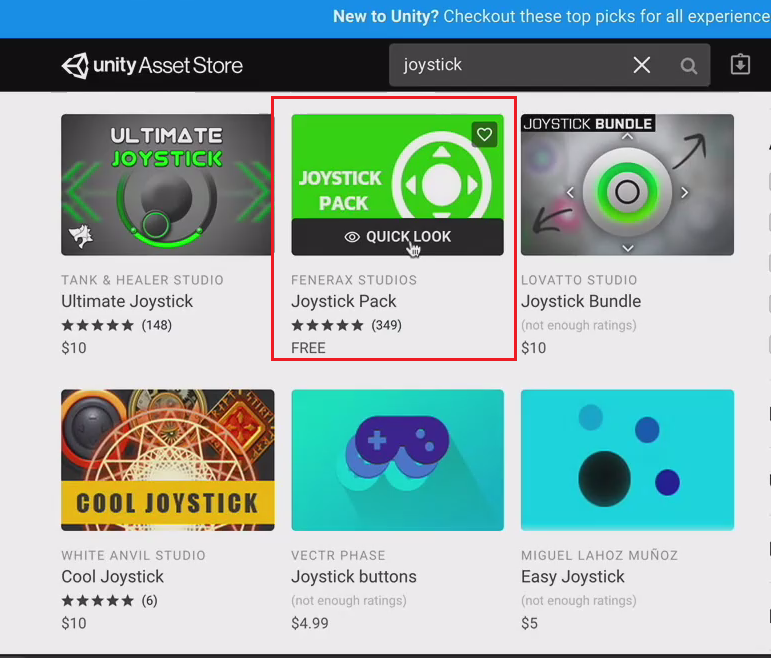 New to Unity? Checkout these top picks for all experience
unity Asset Store
joystick
ULTIMATE
JOYSTICK
JOYSTICK
PACK
QUICK LOOK
JOYSTICK BUNDLE
TANK & HEALER STUDIO
Ultimate Joystick
(148)
$10
FENERAX STUDIOS
Joystick Pack
(349)
FREE
LOVATTO STUDIO
Joystick Bundle
(not enough ratings)
$10
COOL JOYSTICK
WHITE ANVIL STUDIO
Cool Joystick
(6)
$10
VECTR PHASE
Joystick buttons
(not enough ratings)
$4.99
MIGUEL LAHOZ MUÑOZ
Easy Joystick
(not enough ratings)
$5